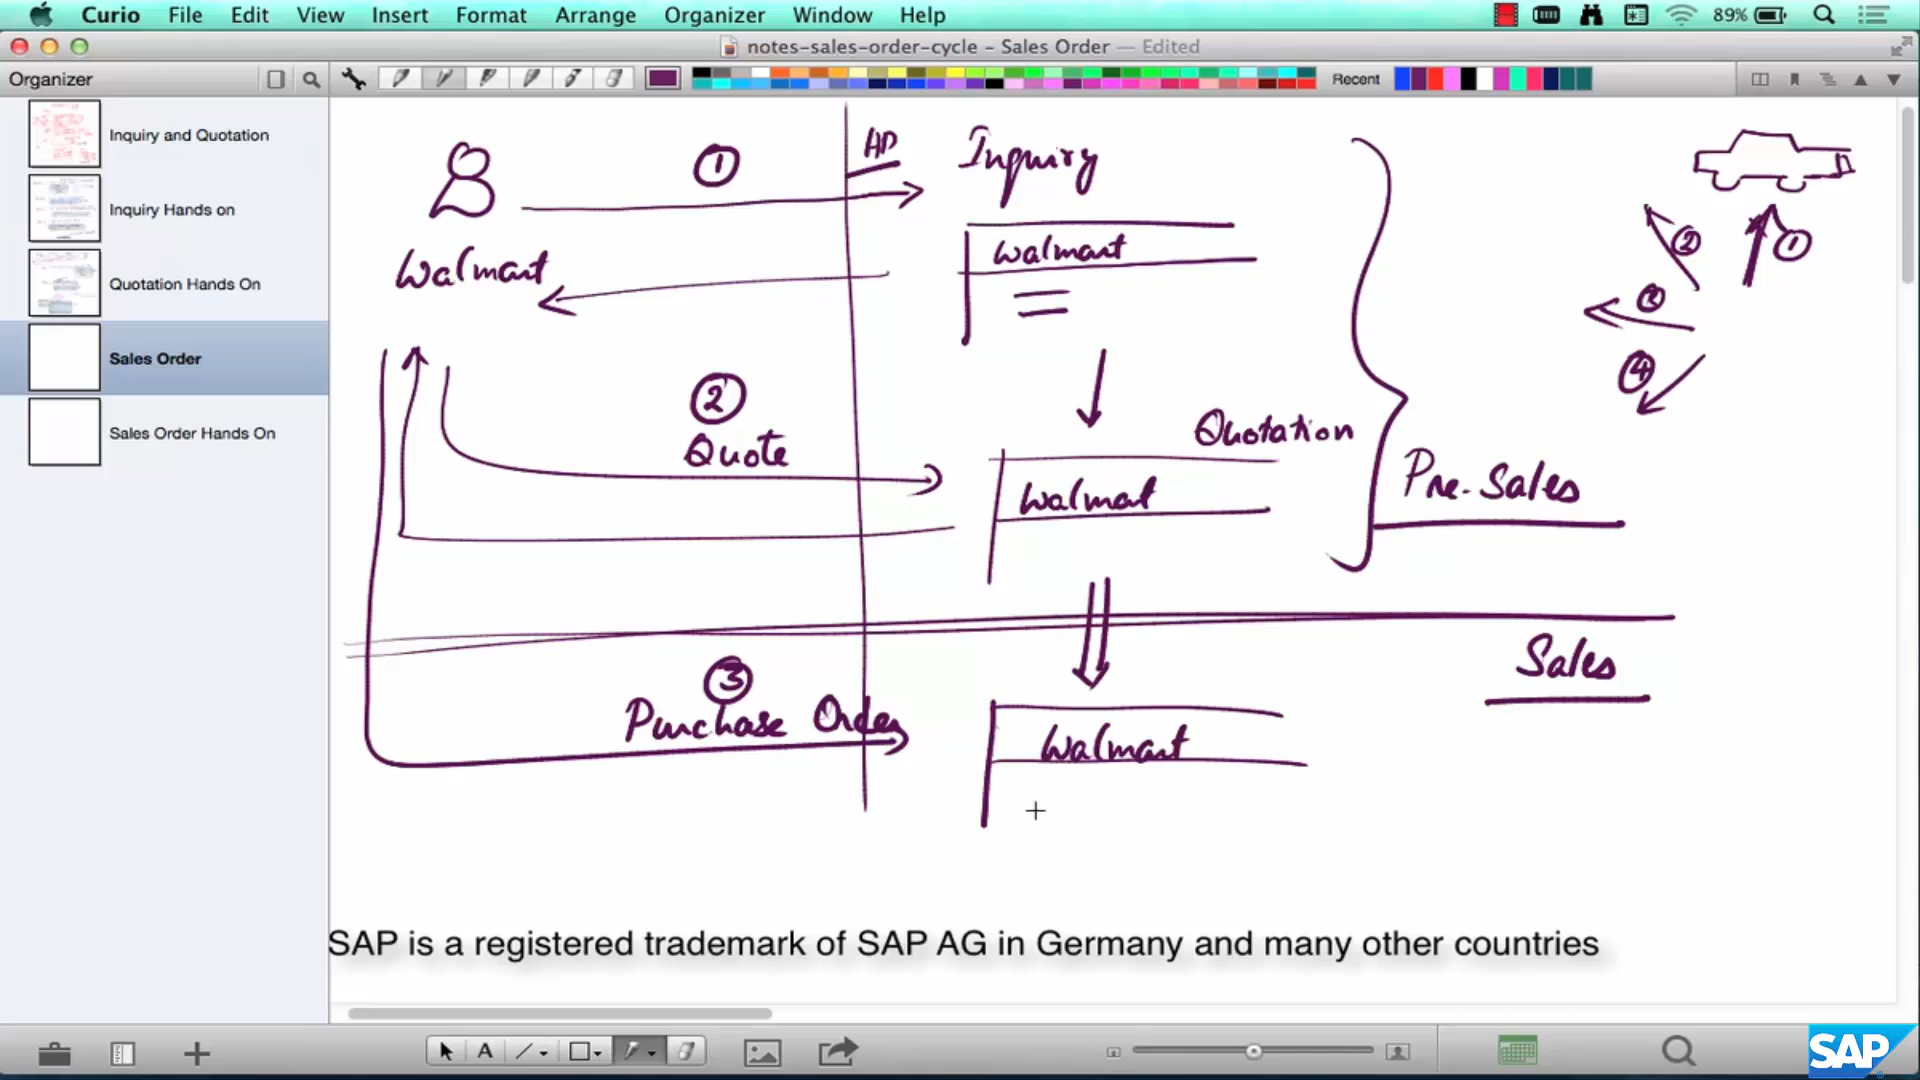 Curio File Edit View Insert Format Arrange Organizer Window Help 89%
notes-sales-order-cycle – Sales Order — Edited
Organizer
Recent
Inquiry and Quotation
Inquiry Hands on
Quotation Hands On
Sales Order
Sales Order Hands On
1 HP Inquiry
Walmart
Walmart
2 1
3
4
2
Quote
Quotation
Walmart
Pre-Sales
Sales
3
Purchase Order
Walmart
SAP is a registered trademark of SAP AG in Germany and many other countries
A
SAP